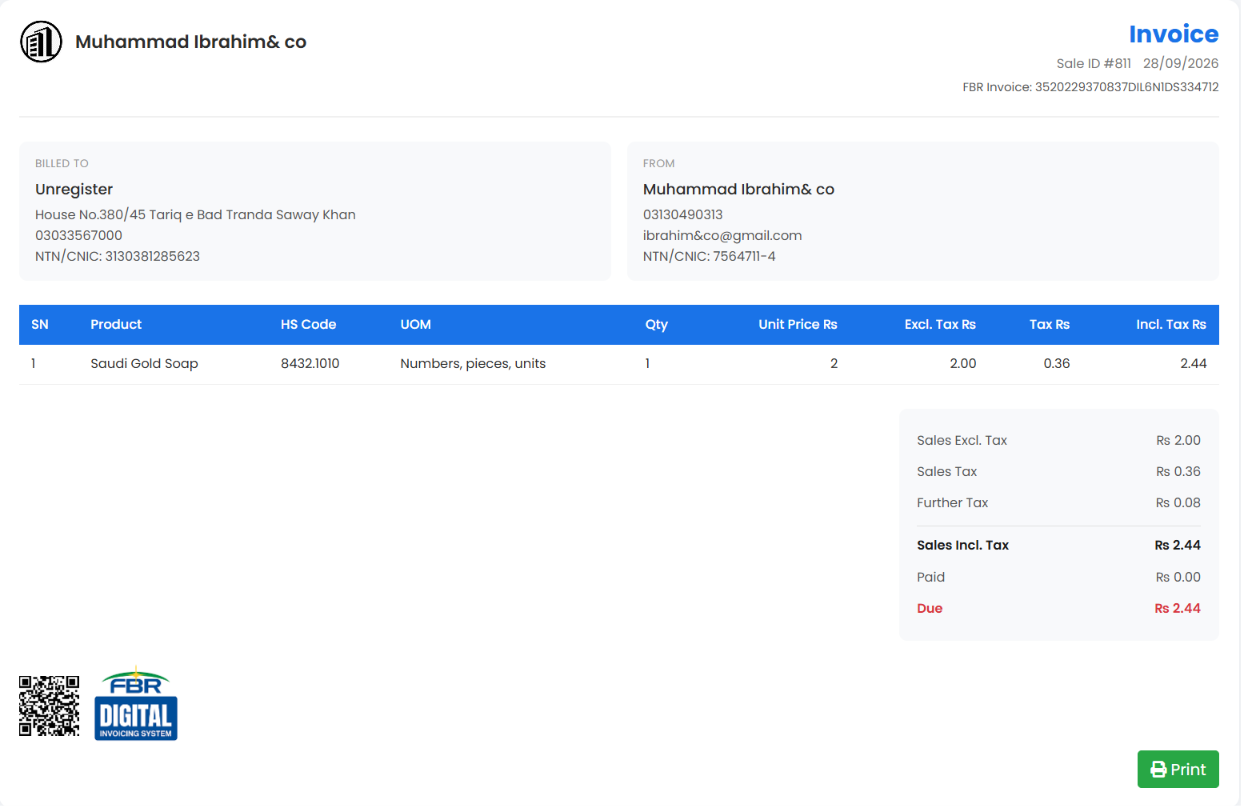 Muhammad Ibrahim& co
Invoice
Sale ID #811 28/09/2026
FBR Invoice: 3520229370837DIL6N1DS334712
BILLED TO
Unregister
House No.380/45 Tariq e Bad Tranda Saway Khan
03033567000
NTN/CNIC: 3130381285623
FROM
Muhammad Ibrahim& co
03130490313
ibrahim&co@gmail.com
NTN/CNIC: 7564711-4
SN Product HS Code UOM Qty Unit Price Rs Excl. Tax Rs Tax Rs Incl. Tax Rs
1 Saudi Gold Soap 8432.1010 Numbers, pieces, units 1 2 2.00 0.36 2.44
Sales Excl. Tax Rs 2.00
Sales Tax Rs 0.36
Further Tax Rs 0.08
Sales Incl. Tax Rs 2.44
Paid Rs 0.00
Due Rs 2.44
FBR
DIGITAL
INVOICING SYSTEM
Print